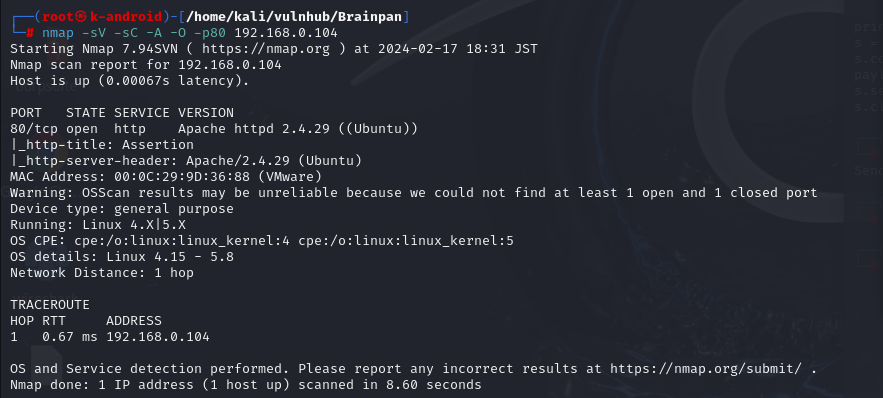 ┌──(root㉿k-android)-[/home/kali/vulnhub/Brainpan]
└─# nmap -sV -sC -A -O -p80 192.168.0.104
Starting Nmap 7.94SVN ( https://nmap.org ) at 2024-02-17 18:31 JST
Nmap scan report for 192.168.0.104
Host is up (0.00067s latency).

PORT   STATE SERVICE VERSION
80/tcp open  http    Apache httpd 2.4.29 ((Ubuntu))
|_http-title: Assertion
|_http-server-header: Apache/2.4.29 (Ubuntu)
MAC Address: 00:0C:29:9D:36:88 (VMware)
Warning: OSScan results may be unreliable because we could not find at least 1 open and 1 closed port
Device type: general purpose
Running: Linux 4.X|5.X
OS CPE: cpe:/o:linux:linux_kernel:4 cpe:/o:linux:linux_kernel:5
OS details: Linux 4.15 - 5.8
Network Distance: 1 hop

TRACEROUTE
HOP RTT     ADDRESS
1   0.67 ms 192.168.0.104

OS and Service detection performed. Please report any incorrect results at https://nmap.org/submit/ .
Nmap done: 1 IP address (1 host up) scanned in 8.60 seconds